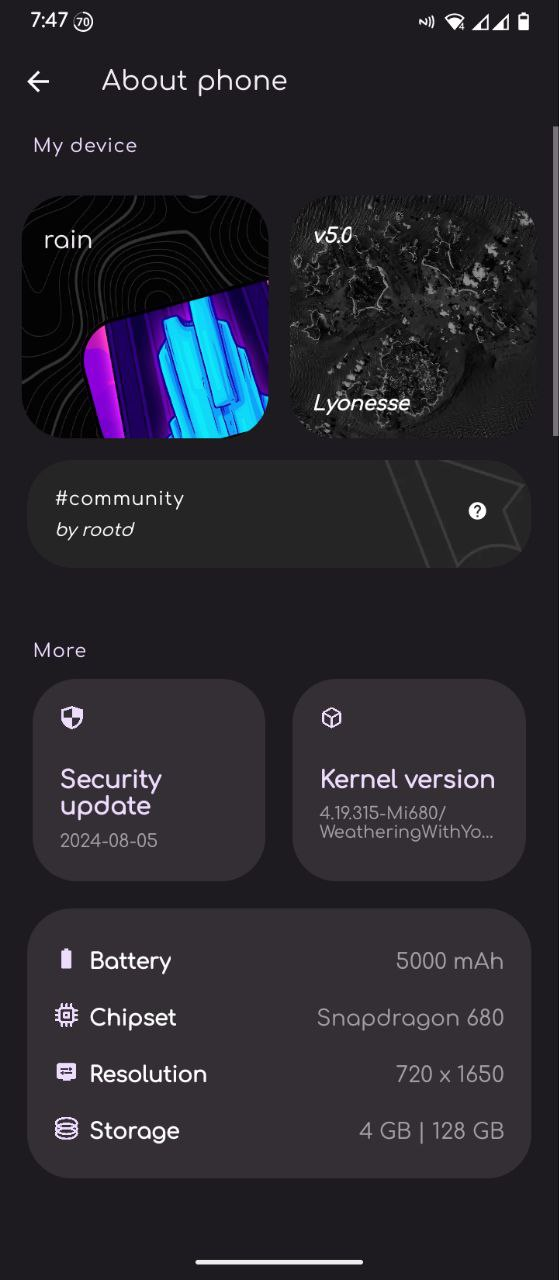 7:47 70
About phone
My device
rain
v5.0
Lyonesse
#community
by rootd
More
Security
update
2024-08-05
Kernel version
4.19.315-Mi680/
WeatheringWithYo...
Battery 5000 mAh
Chipset Snapdragon 680
Resolution 720 x 1650
Storage 4 GB | 128 GB